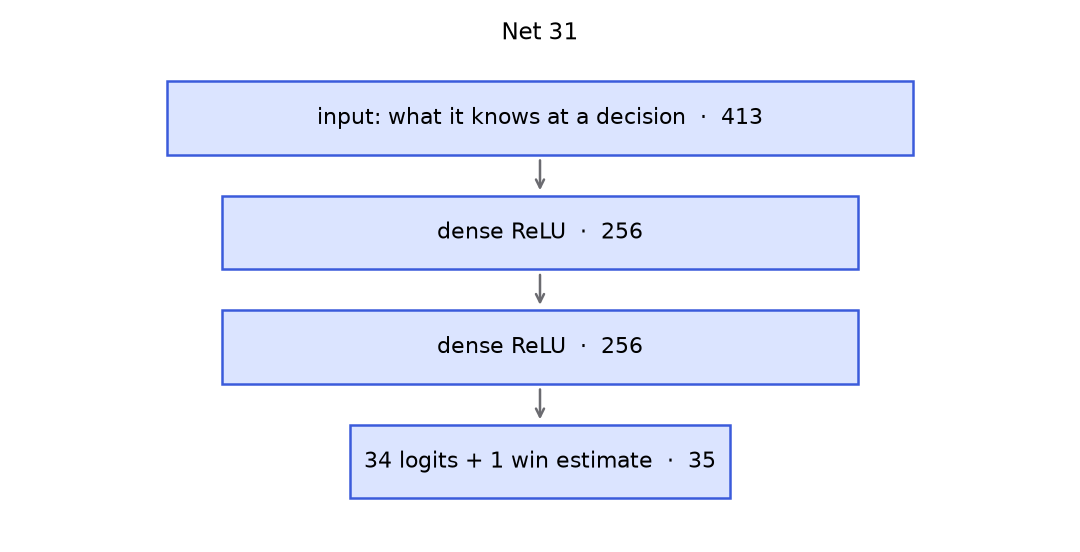 Net 31
input: what it knows at a decision · 413
dense ReLU · 256
dense ReLU · 256
34 logits + 1 win estimate · 35